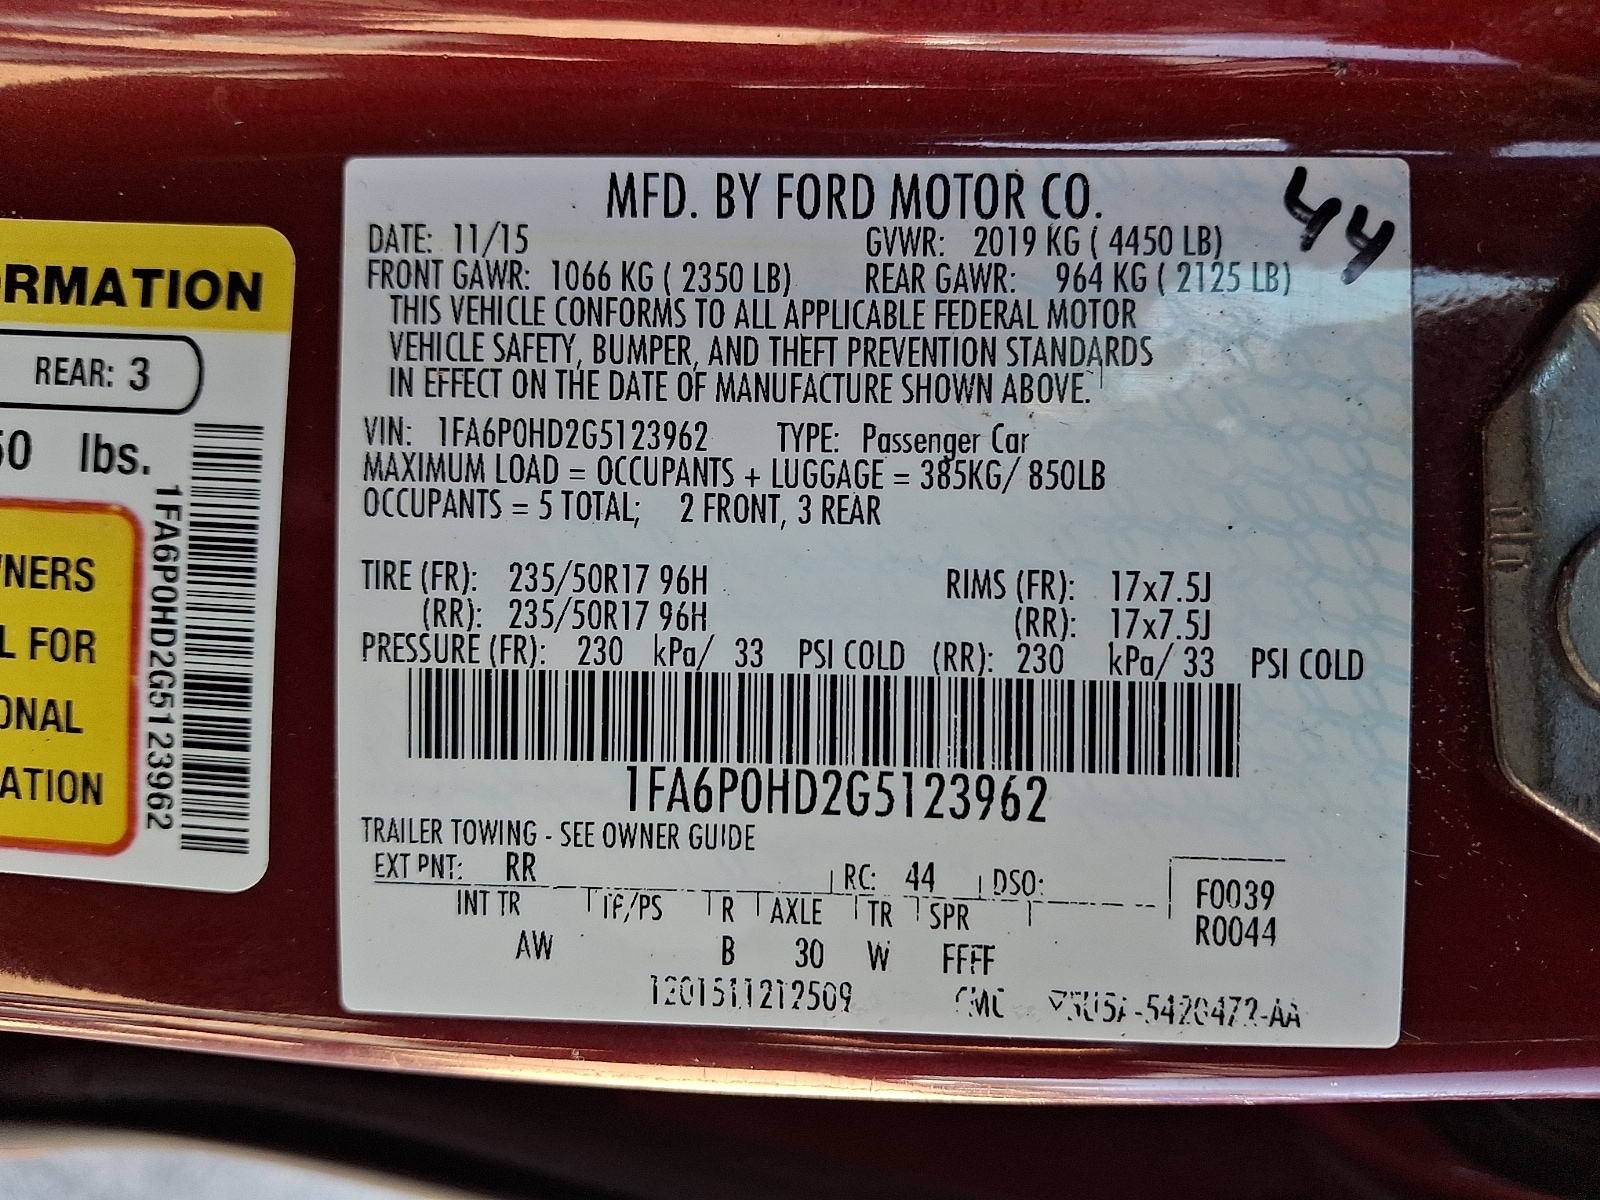 RMATION
REAR: 3
50 lbs.
1FA6P0HD2G5123962
NERS
L FOR
ONAL
ATION
44
MFD. BY FORD MOTOR CO.
DATE: 11/15 GVWR: 2019 KG ( 4450 LB)
FRONT GAWR: 1066 KG ( 2350 LB) REAR GAWR: 964 KG ( 2125 LB)
THIS VEHICLE CONFORMS TO ALL APPLICABLE FEDERAL MOTOR
VEHICLE SAFETY, BUMPER, AND THEFT PREVENTION STANDARDS
IN EFFECT ON THE DATE OF MANUFACTURE SHOWN ABOVE.
VIN: 1FA6P0HD2G5123962 TYPE: Passenger Car
MAXIMUM LOAD = OCCUPANTS + LUGGAGE = 385KG/ 850LB
OCCUPANTS = 5 TOTAL; 2 FRONT, 3 REAR
TIRE (FR): 235/50R17 96H RIMS (FR): 17x7.5J
(RR): 235/50R17 96H (RR): 17x7.5J
PRESSURE (FR): 230 kPa/ 33 PSI COLD (RR): 230 kPa/ 33 PSI COLD
1FA6P0HD2G5123962
TRAILER TOWING - SEE OWNER GUIDE
EXT PNT: RR RC: 44 DSO:
F0039
R0044
INT TR TP/PS R AXLE TR SPR
AW B 30 W FFFF
1201511212509